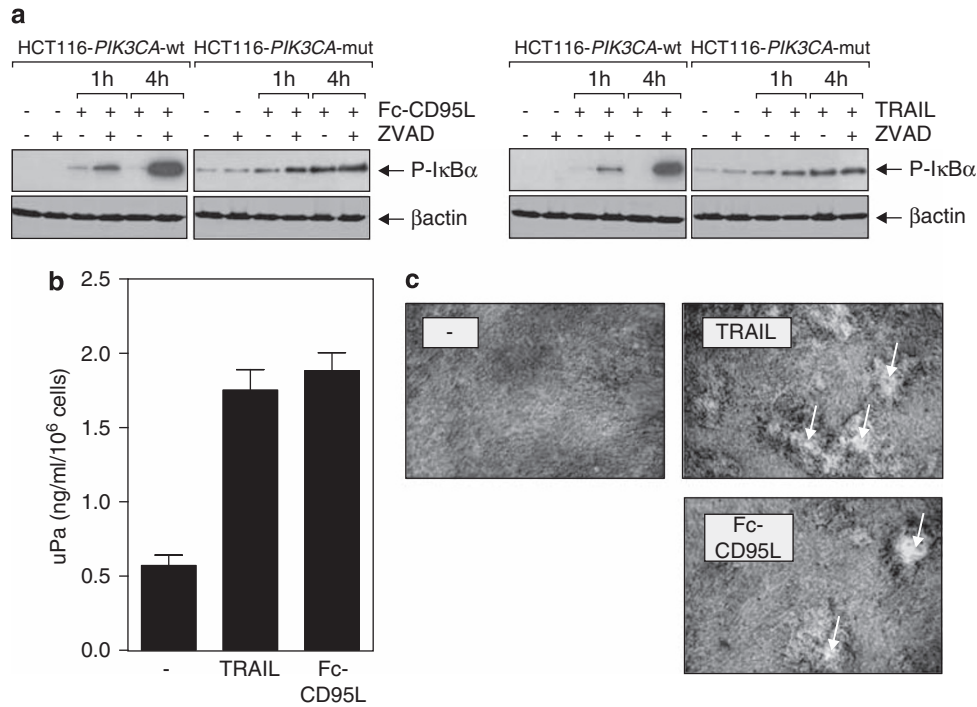 a
HCT116-PIK3CA-wt HCT116-PIK3CA-mut
1h 4h 1h 4h
- - + + + + - - + + + + Fc-CD95L
- + - + - + - + - + - + ZVAD
P-IκBα
βactin
HCT116-PIK3CA-wt HCT116-PIK3CA-mut
1h 4h 1h 4h
- - + + + + - - + + + + TRAIL
- + - + - + - + - + - + ZVAD
P-IκBα
βactin
b
2.5
2.0
1.5
1.0
0.5
0.0
uPa (ng/ml/10⁶ cells)
- TRAIL Fc-
CD95L
c
-
TRAIL
Fc-
CD95L